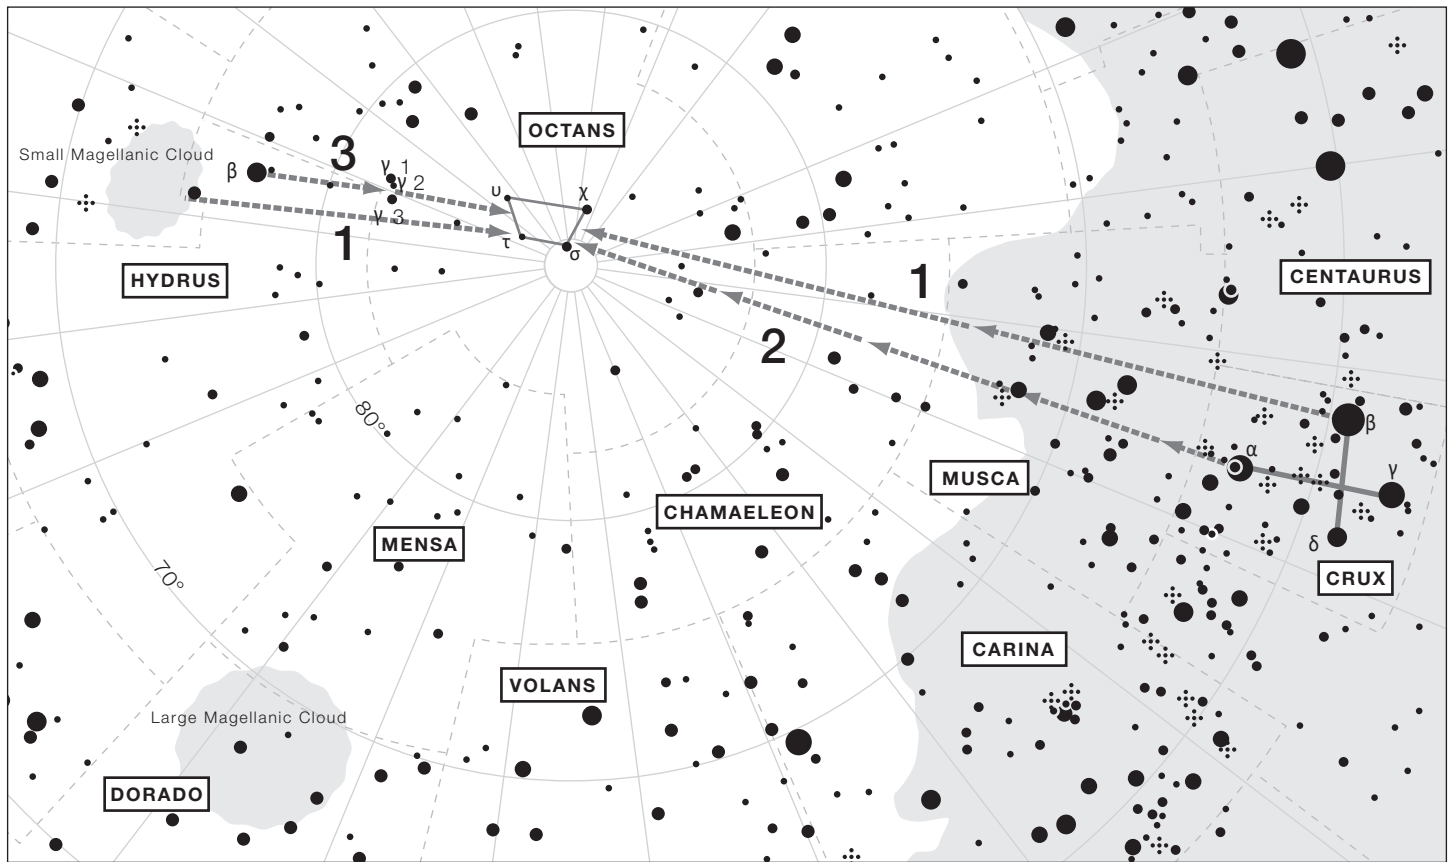 OCTANS
3
Small Magellanic Cloud
β
γ 1
γ 2
υ
χ
γ 3
1
τ
σ
HYDRUS
1
CENTAURUS
2
80°
β
α
MUSCA
γ
CHAMAELEON
MENSA
δ
70°
CRUX
CARINA
VOLANS
Large Magellanic Cloud
DORADO